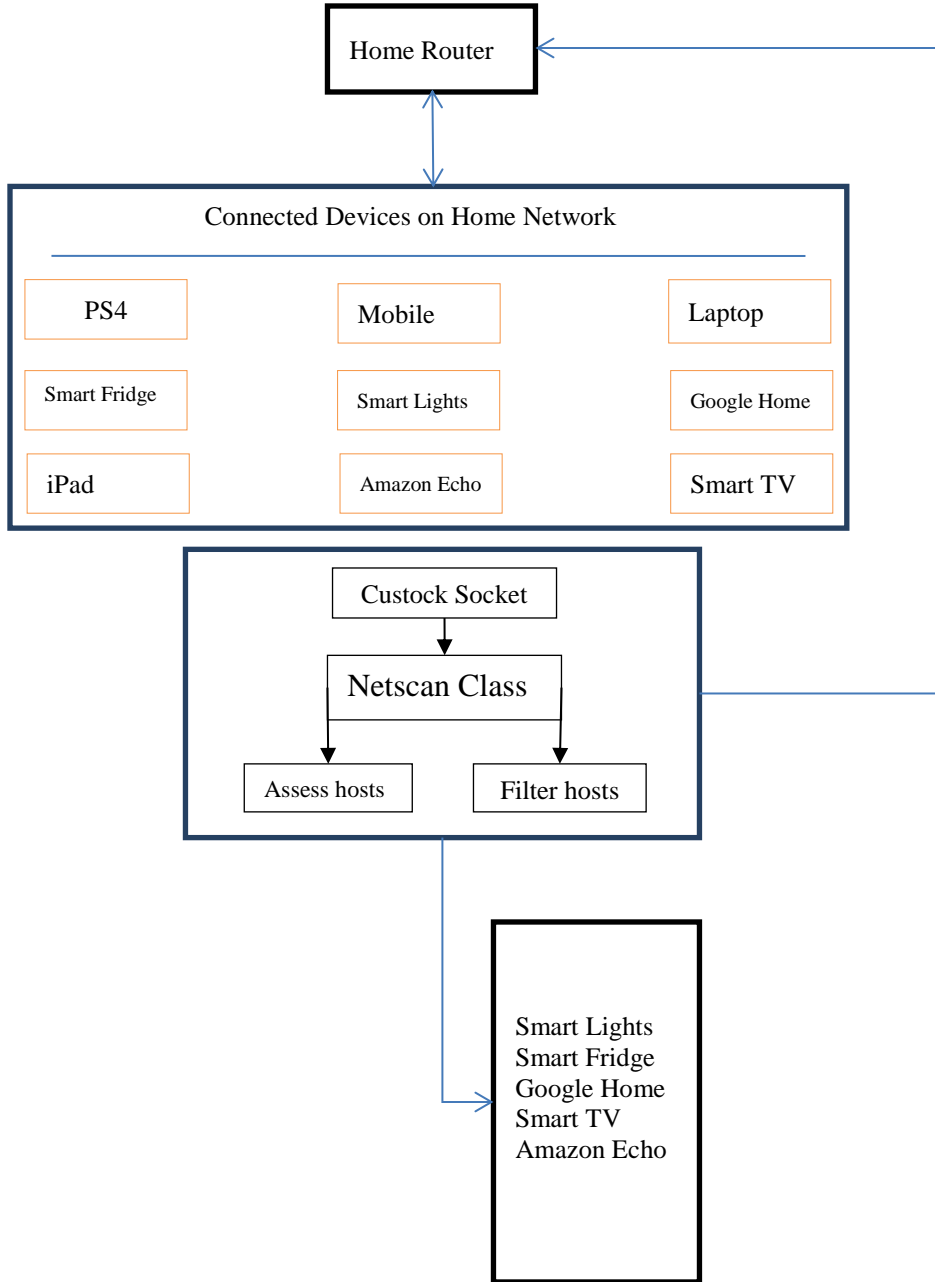 Home Router
Connected Devices on Home Network
PS4
Mobile
Laptop
Smart Fridge
Smart Lights
Google Home
iPad
Amazon Echo
Smart TV
Custock Socket
Netscan Class
Assess hosts
Filter hosts
Smart Lights
Smart Fridge
Google Home
Smart TV
Amazon Echo